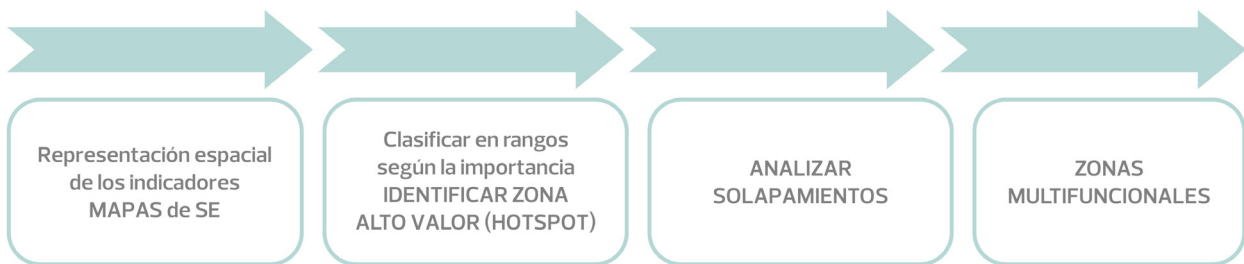 Representación espacial
de los indicadores
MAPAS de SE
Clasificar en rangos
según la importancia
IDENTIFICAR ZONA
ALTO VALOR (HOTSPOT)
ANALIZAR
SOLAPAMIENTOS
ZONAS
MULTIFUNCIONALES